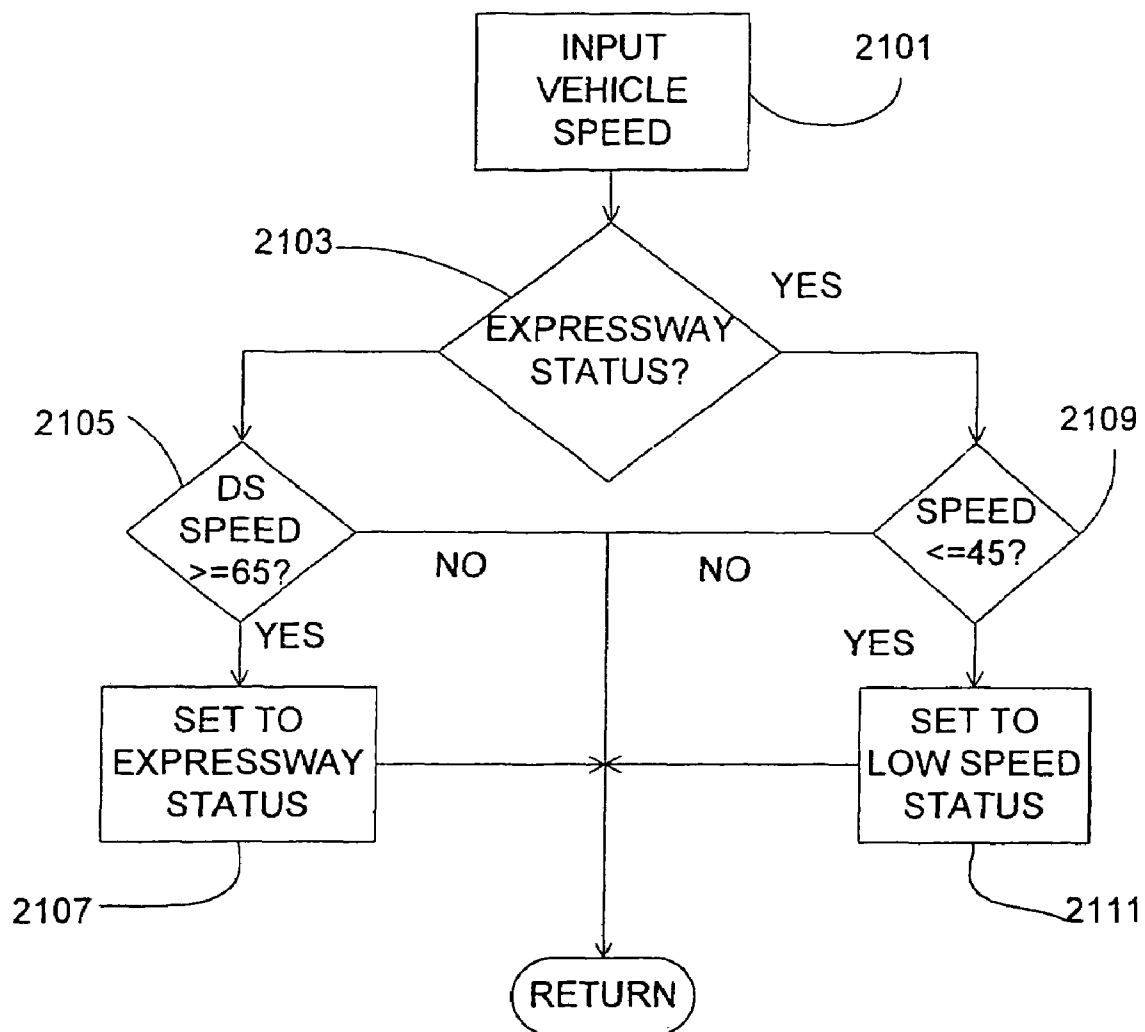 INPUT
VEHICLE
SPEED
2101
2103
YES
EXPRESSWAY
STATUS?
2105
2109
DS
SPEED
>=65?
SPEED
<=45?
NO
NO
YES
YES
SET TO
EXPRESSWAY
STATUS
SET TO
LOW SPEED
STATUS
2107
2111
RETURN